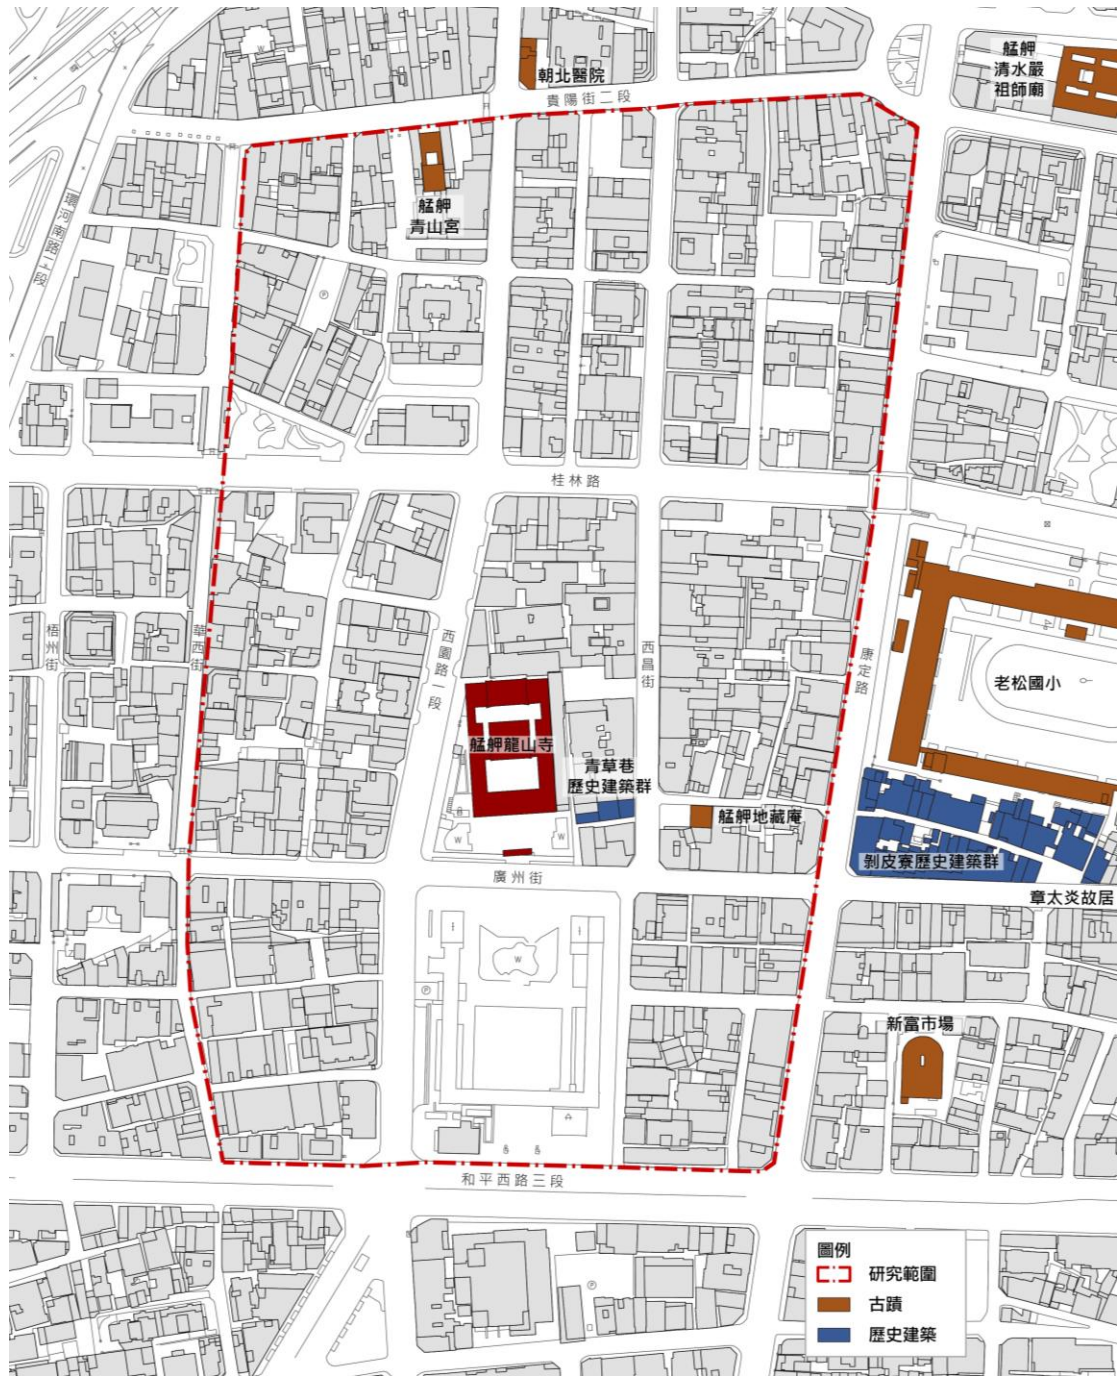 艋舺
清水巖
祖師廟
朝北醫院
貴陽街二段
艋舺
青山宮
環河南路二段
桂林路
梧州街
華西街
西園路一段
西昌街
康定路
老松國小
艋舺龍山寺
青草巷
歷史建築群
艋舺地藏庵
剝皮寮歷史建築群
廣州街
章太炎故居
新富市場
和平西路三段
圖例
研究範圍
古蹟
歷史建築